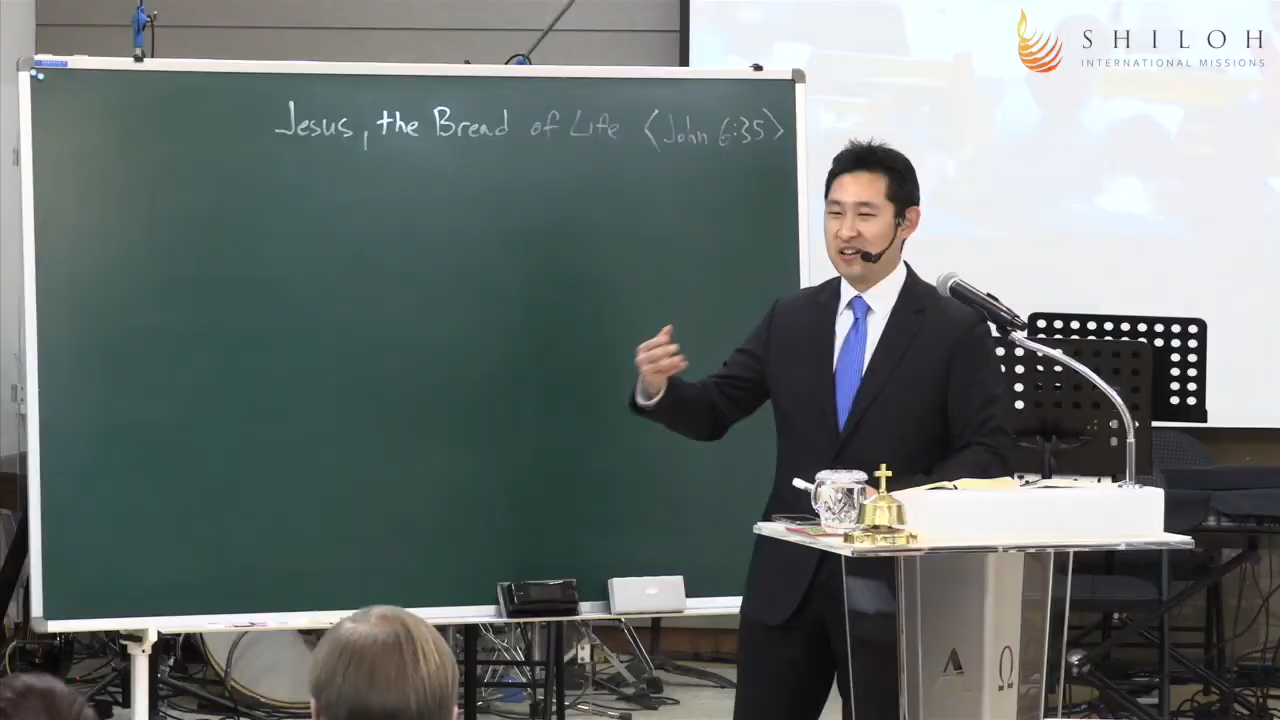 SHILOH
INTERNATIONAL MISSIONS
Jesus, the Bread of Life <John 6:35>
Α Ω